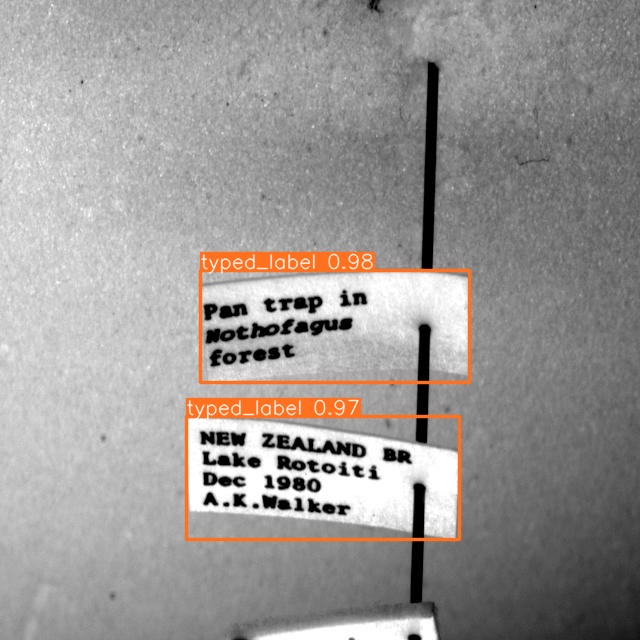 typed_label 0.98
Pan trap in
Nothofagus
forest
typed_label 0.97
NEW ZEALAND BR
Lake Rotoiti
Dec 1980
A.K.Walker